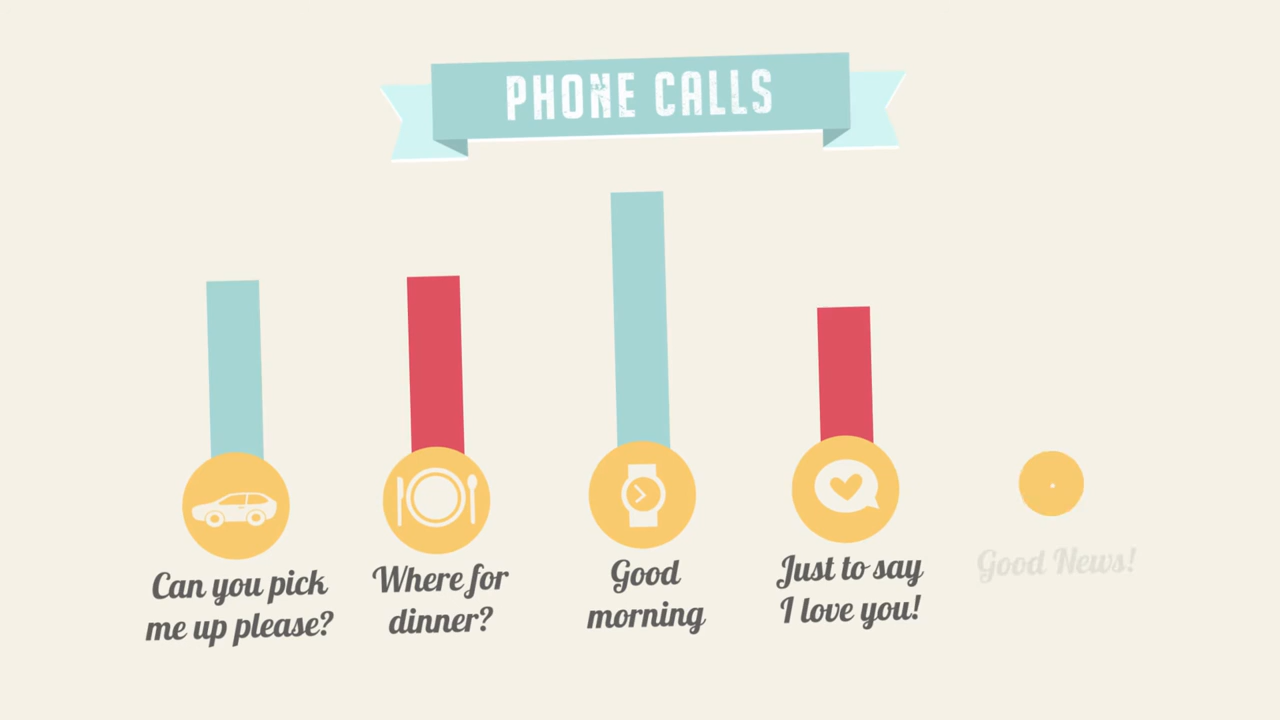 PHONE CALLS
Can you pick
me up please?
Where for
dinner?
Good
morning
Just to say
I love you!
Good News!